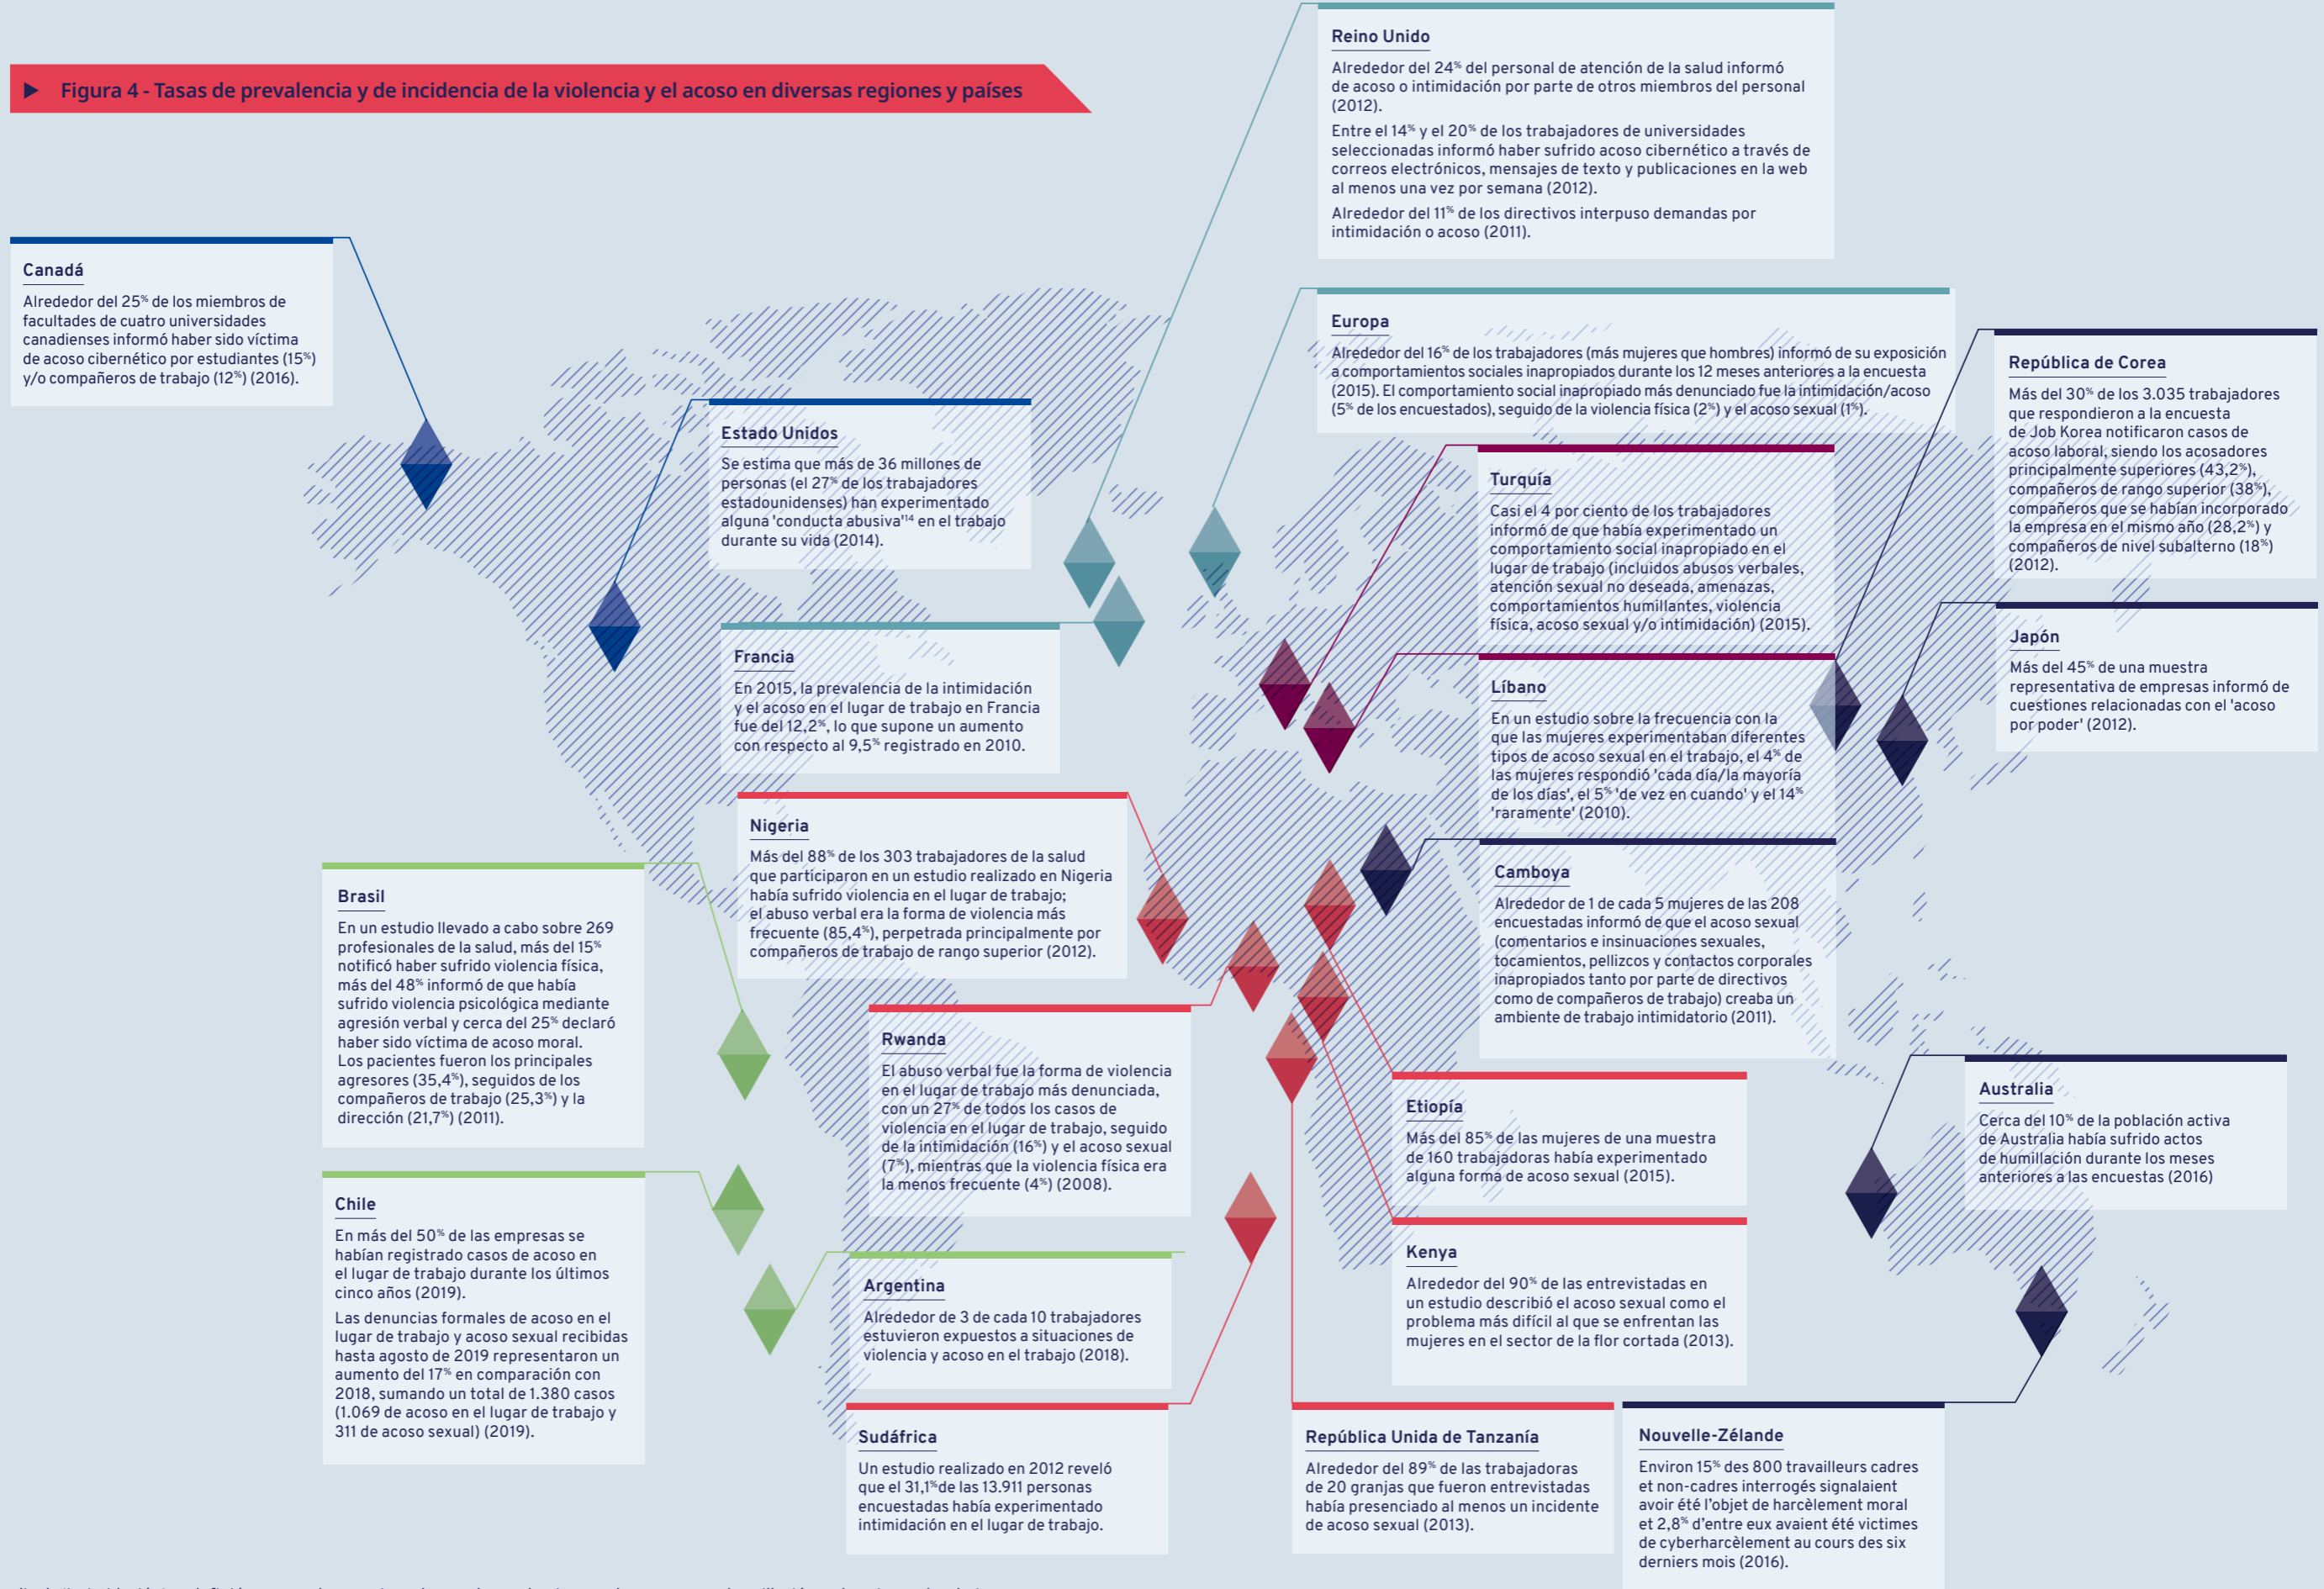 Figura 4 - Tasas de prevalencia y de incidencia de la violencia y el acoso en diversas regiones y países
Reino Unido
Alrededor del 24% del personal de atención de la salud informó
de acoso o intimidación por parte de otros miembros del personal
(2012).
Entre el 14% y el 20% de los trabajadores de universidades
seleccionadas informó haber sufrido acoso cibernético a través de
correos electrónicos, mensajes de texto y publicaciones en la web
al menos una vez por semana (2012).
Alrededor del 11% de los directivos interpuso demandas por
intimidación o acoso (2011).
Canadá
Alrededor del 25% de los miembros de
facultades de cuatro universidades
canadienses informó haber sido víctima
de acoso cibernético por estudiantes (15%)
y/o compañeros de trabajo (12%) (2016).
Europa
Alrededor del 16% de los trabajadores (más mujeres que hombres) informó de su exposición
a comportamientos sociales inapropiados durante los 12 meses anteriores a la encuesta
(2015). El comportamiento social inapropiado más denunciado fue la intimidación/acoso
(5% de los encuestados), seguido de la violencia física (2%) y el acoso sexual (1%).
República de Corea
Más del 30% de los 3.035 trabajadores
que respondieron a la encuesta
de Job Korea notificaron casos de
acoso laboral, siendo los acosadores
principalmente superiores (43,2%),
compañeros de rango superior (38%),
compañeros que se habían incorporado
la empresa en el mismo año (28,2%) y
compañeros de nivel subalterno (18%)
(2012).
Estado Unidos
Se estima que más de 36 millones de
personas (el 27% de los trabajadores
estadounidenses) han experimentado
alguna 'conducta abusiva'14 en el trabajo
durante su vida (2014).
Turquía
Casi el 4 por ciento de los trabajadores
informó de que había experimentado un
comportamiento social inapropiado en el
lugar de trabajo (incluidos abusos verbales,
atención sexual no deseada, amenazas,
comportamientos humillantes, violencia
física, acoso sexual y/o intimidación) (2015).
Japón
Más del 45% de una muestra
representativa de empresas informó de
cuestiones relacionadas con el 'acoso
por poder' (2012).
Francia
En 2015, la prevalencia de la intimidación
y el acoso en el lugar de trabajo en Francia
fue del 12,2%, lo que supone un aumento
con respecto al 9,5% registrado en 2010.
Líbano
En un estudio sobre la frecuencia con la
que las mujeres experimentaban diferentes
tipos de acoso sexual en el trabajo, el 4% de
las mujeres respondió 'cada día/la mayoría
de los días', el 5% 'de vez en cuando' y el 14%
'raramente' (2010).
Nigeria
Más del 88% de los 303 trabajadores de la salud
que participaron en un estudio realizado en Nigeria
había sufrido violencia en el lugar de trabajo;
el abuso verbal era la forma de violencia más
frecuente (85,4%), perpetrada principalmente por
compañeros de trabajo de rango superior (2012).
Camboya
Alrededor de 1 de cada 5 mujeres de las 208
encuestadas informó de que el acoso sexual
(comentarios e insinuaciones sexuales,
tocamientos, pellizcos y contactos corporales
inapropiados tanto por parte de directivos
como de compañeros de trabajo) creaba un
ambiente de trabajo intimidatorio (2011).
Brasil
En un estudio llevado a cabo sobre 269
profesionales de la salud, más del 15%
notificó haber sufrido violencia física,
más del 48% informó de que había
sufrido violencia psicológica mediante
agresión verbal y cerca del 25% declaró
haber sido víctima de acoso moral.
Los pacientes fueron los principales
agresores (35,4%), seguidos de los
compañeros de trabajo (25,3%) y la
dirección (21,7%) (2011).
Rwanda
El abuso verbal fue la forma de violencia
en el lugar de trabajo más denunciada,
con un 27% de todos los casos de
violencia en el lugar de trabajo, seguido
de la intimidación (16%) y el acoso sexual
(7%), mientras que la violencia física era
la menos frecuente (4%) (2008).
Etiopía
Más del 85% de las mujeres de una muestra
de 160 trabajadoras había experimentado
alguna forma de acoso sexual (2015).
Australia
Cerca del 10% de la población activa
de Australia había sufrido actos
de humillación durante los meses
anteriores a las encuestas (2016)
Chile
En más del 50% de las empresas se
habían registrado casos de acoso en
el lugar de trabajo durante los últimos
cinco años (2019).
Las denuncias formales de acoso en el
lugar de trabajo y acoso sexual recibidas
hasta agosto de 2019 representaron un
aumento del 17% en comparación con
2018, sumando un total de 1.380 casos
(1.069 de acoso en el lugar de trabajo y
311 de acoso sexual) (2019).
Argentina
Alrededor de 3 de cada 10 trabajadores
estuvieron expuestos a situaciones de
violencia y acoso en el trabajo (2018).
Kenya
Alrededor del 90% de las entrevistadas en
un estudio describió el acoso sexual como el
problema más difícil al que se enfrentan las
mujeres en el sector de la flor cortada (2013).
Sudáfrica
Un estudio realizado en 2012 reveló
que el 31,1%de las 13.911 personas
encuestadas había experimentado
intimidación en el lugar de trabajo.
República Unida de Tanzanía
Alrededor del 89% de las trabajadoras
de 20 granjas que fueron entrevistadas
había presenciado al menos un incidente
de acoso sexual (2013).
Nouvelle-Zélande
Environ 15% des 800 travailleurs cadres
et non-cadres interrogés signalaient
avoir été l'objet de harcèlement moral
et 2,8% d'entre eux avaient été victimes
de cyberharcèlement au cours des six
derniers mois (2016).